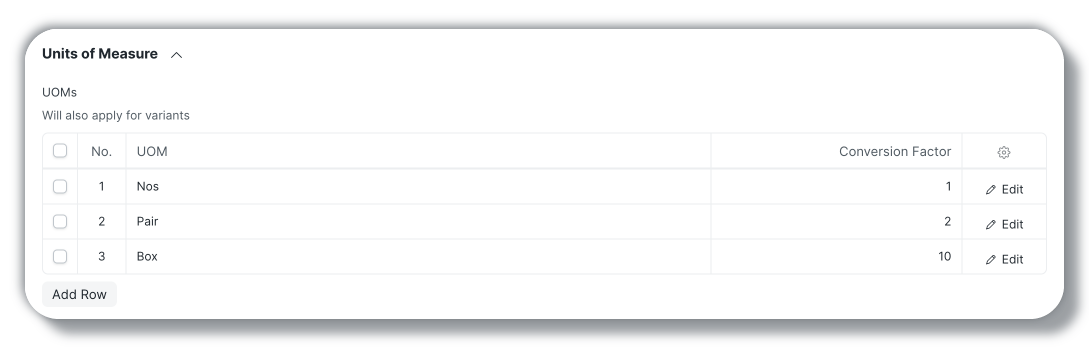 Units of Measure
UOMs
Will also apply for variants
No. UOM Conversion Factor
1 Nos 1 Edit
2 Pair 2 Edit
3 Box 10 Edit
Add Row